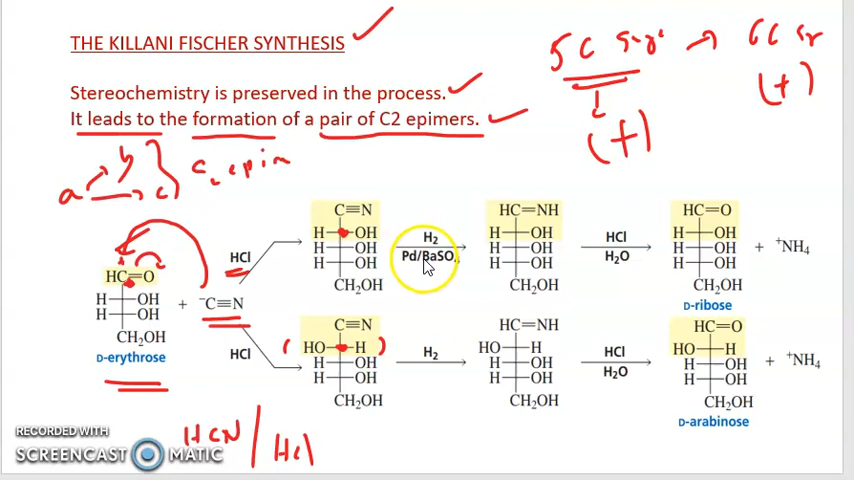 THE KILLANI FISCHER SYNTHESIS
5C
6C
Stereochemistry is preserved in the process.
(+)
It leads to the formation of a pair of C2 epimers.
(+)
a b c C2 epim
C≡N HC=NH HC=O
H OH H2 H OH HCl H OH
HCl H OH Pd/BaSO4 H OH H2O H OH + ⁺NH4
H OH H OH H OH
HC=O CH2OH CH2OH CH2OH
H OH + ⁻C≡N D-ribose
H OH
CH2OH C≡N HC=NH HC=O
D-erythrose HCl HO H H2 HO H HCl HO H
H OH H OH H2O H OH + ⁺NH4
H OH H OH H OH
CH2OH CH2OH CH2OH
D-arabinose
HCN / HCl
RECORDED WITH
SCREENCAST MATIC